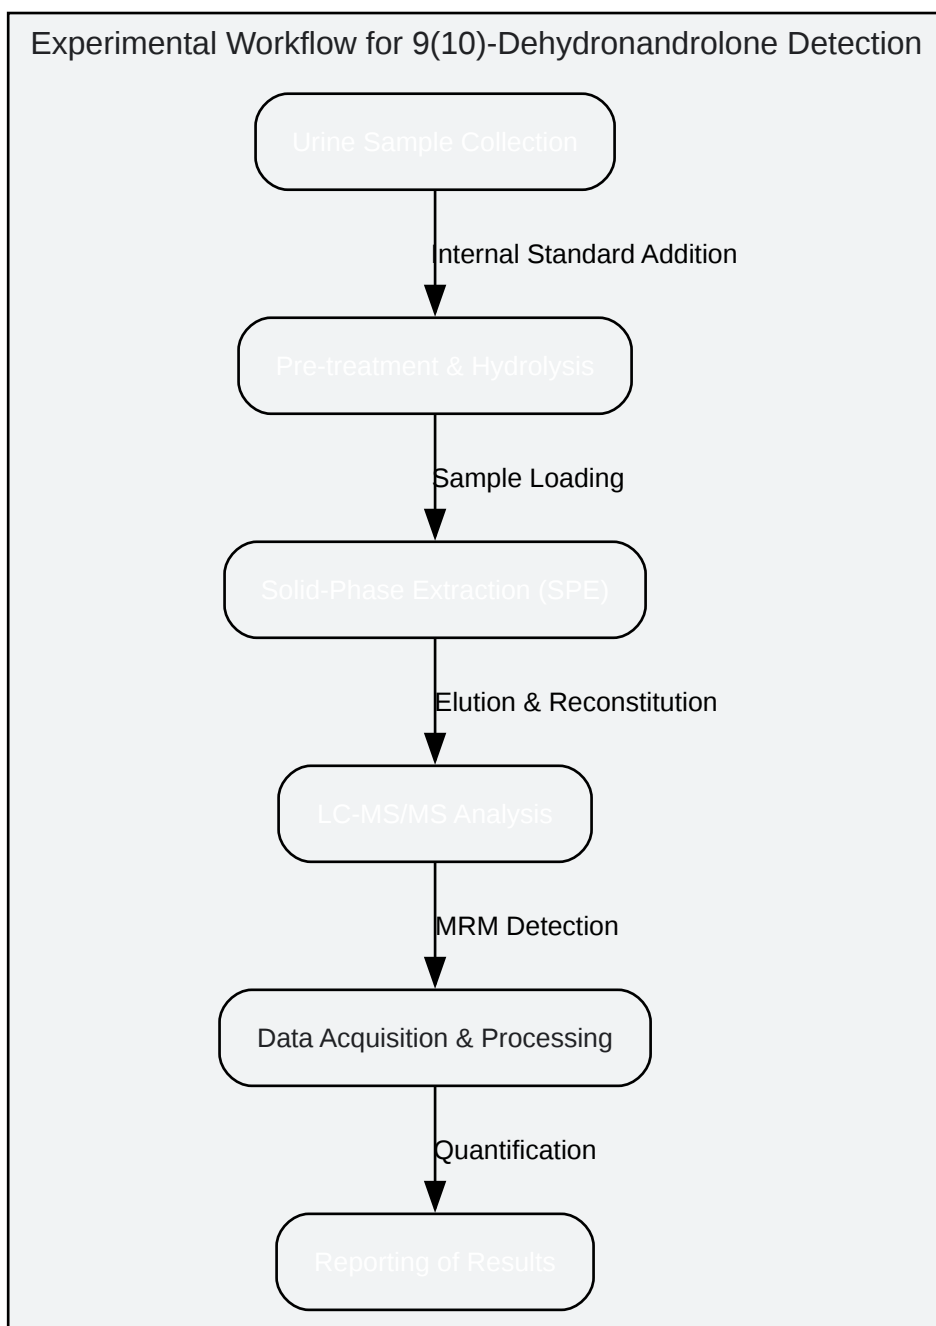 Experimental Workflow for 9(10)-Dehydronandrolone Detection
Urine Sample Collection
Internal Standard Addition
Pre-treatment & Hydrolysis
Sample Loading
Solid-Phase Extraction (SPE)
Elution & Reconstitution
LC-MS/MS Analysis
MRM Detection
Data Acquisition & Processing
Quantification
Reporting of Results